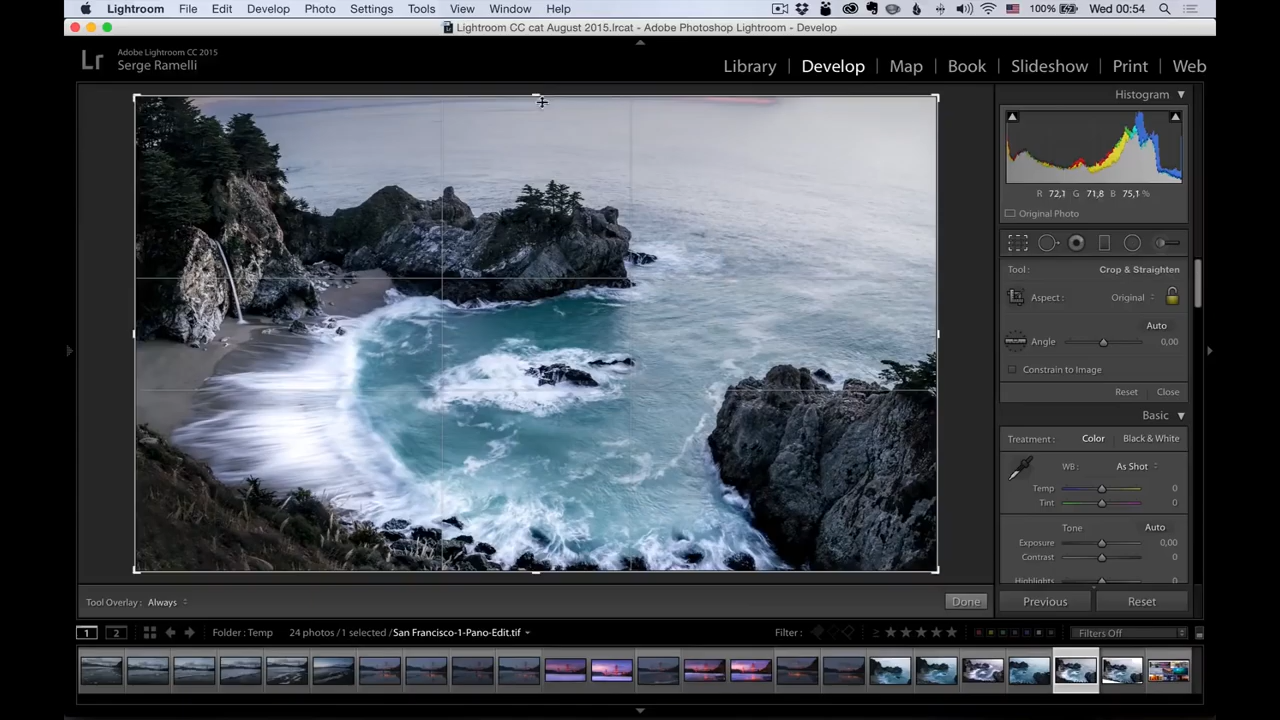 Lightroom File Edit Develop Photo Settings Tools View Window Help 100% Wed 00:54
Lightroom CC cat August 2015.lrcat - Adobe Photoshop Lightroom - Develop
Lr Adobe Lightroom CC 2015
Serge Ramelli
Library | Develop | Map | Book | Slideshow | Print | Web
Histogram
R 72,1 G 71,8 B 75,1 %
Original Photo
Tool : Crop & Straighten
Aspect : Original
Auto
Angle 0,00
Constrain to Image
Reset Close
Basic
Treatment : Color Black & White
WB : As Shot
Temp 0
Tint 0
Tone Auto
Exposure 0,00
Contrast 0
Highlights
Tool Overlay : Always Done
Previous Reset
1 2 Folder : Temp 24 photos / 1 selected / San Francisco-1-Pano-Edit.tif Filter : Filters Off